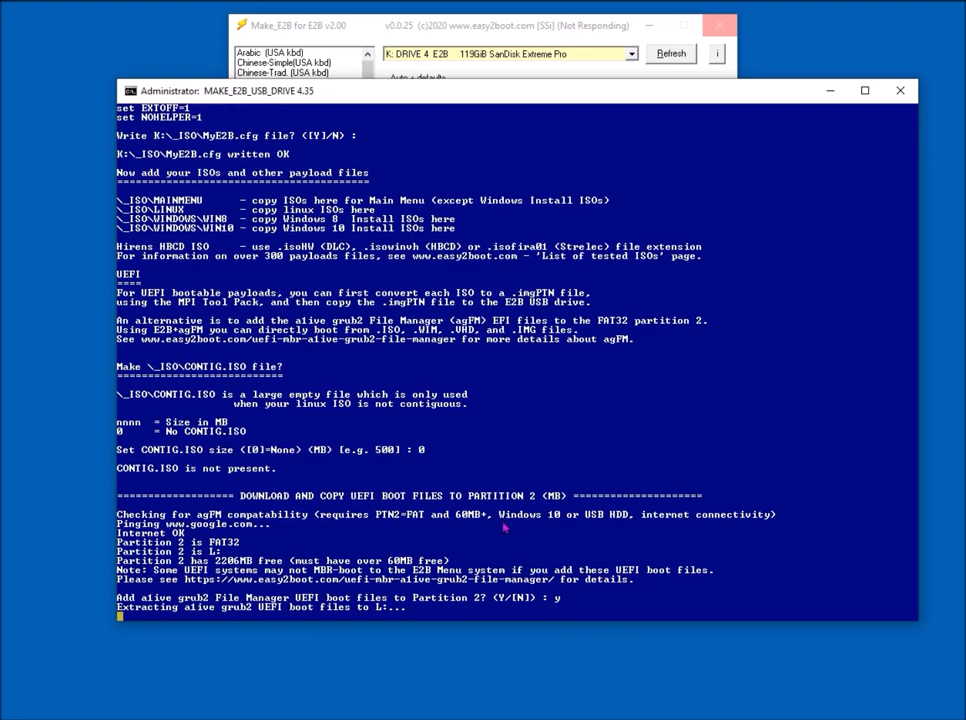 Make_E2B for E2B v2.00 v0.0.25 (c)2020 www.easy2boot.com [SSi] (Not Responding)
Arabic (USA kbd)
Chinese-Simple(USA kbd)
Chinese-Trad. (USA kbd)
K: DRIVE 4 E2B 119GiB SanDisk Extreme Pro
Refresh
i
Auto + defaults
Administrator: MAKE_E2B_USB_DRIVE 4.35
set EXTOFF=1
set NOHELPER=1
Write K:\_ISO\MyE2B.cfg file? ([Y]/N) :
K:\_ISO\MyE2B.cfg written OK
Now add your ISOs and other payload files
=========================================
\_ISO\MAINMENU - copy ISOs here for Main Menu (except Windows Install ISOs)
\_ISO\LINUX - copy linux ISOs here
\_ISO\WINDOWS\WIN8 - copy Windows 8 Install ISOs here
\_ISO\WINDOWS\WIN10 - copy Windows 10 Install ISOs here
Hirens HBCD ISO - use .isoHW (DLC), .isowinvh (HBCD) or .isofira01 (Strelec) file extension
For information on over 300 payloads files, see www.easy2boot.com - 'List of tested ISOs' page.
UEFI
====
For UEFI bootable payloads, you can first convert each ISO to a .imgPTN file,
using the MPI Tool Pack, and then copy the .imgPTN file to the E2B USB drive.
An alternative is to add the a1ive grub2 File Manager (agFM) EFI files to the FAT32 partition 2.
Using E2B+agFM you can directly boot from .ISO, .WIM, .VHD, and .IMG files.
See www.easy2boot.com/uefi-mbr-a1ive-grub2-file-manager for more details about agFM.
Make \_ISO\CONTIG.ISO file?
===========================
\_ISO\CONTIG.ISO is a large empty file which is only used
when your linux ISO is not contiguous.
nnnn = Size in MB
0 = No CONTIG.ISO
Set CONTIG.ISO size ([0]=None) (MB) [e.g. 500] : 0
CONTIG.ISO is not present.
=================== DOWNLOAD AND COPY UEFI BOOT FILES TO PARTITION 2 (MB) =====================
Checking for agFM compatability (requires PTN2=FAT and 60MB+, Windows 10 or USB HDD, internet connectivity)
Pinging www.google.com...
Internet OK
Partition 2 is FAT32
Partition 2 is L:
Partition 2 has 2206MB free (must have over 60MB free)
Note: Some UEFI systems may not MBR-boot to the E2B Menu system if you add these UEFI boot files.
Please see https://www.easy2boot.com/uefi-mbr-a1ive-grub2-file-manager/ for details.
Add a1ive grub2 File Manager UEFI boot files to Partition 2? (Y/[N]) : y
Extracting a1ive grub2 UEFI boot files to L:...